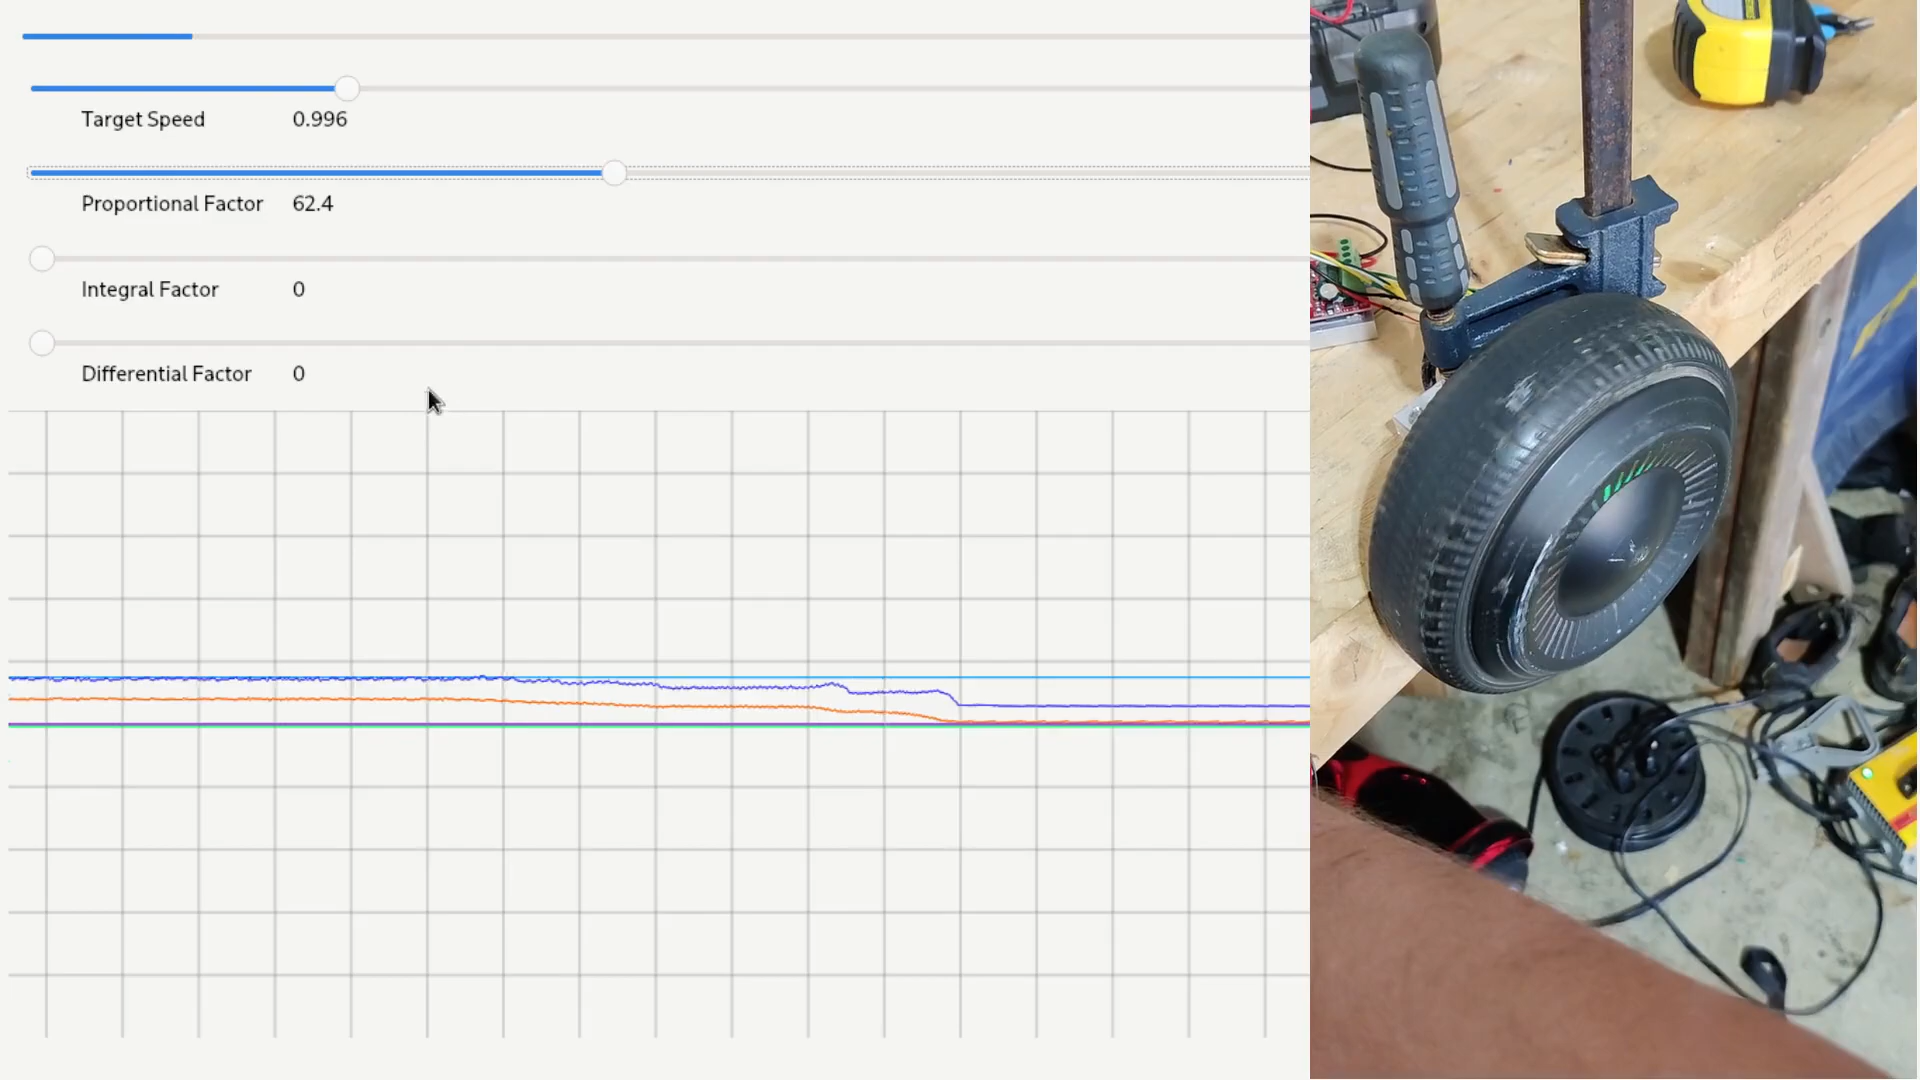 Target Speed 0.996
Proportional Factor 62.4
Integral Factor 0
Differential Factor 0